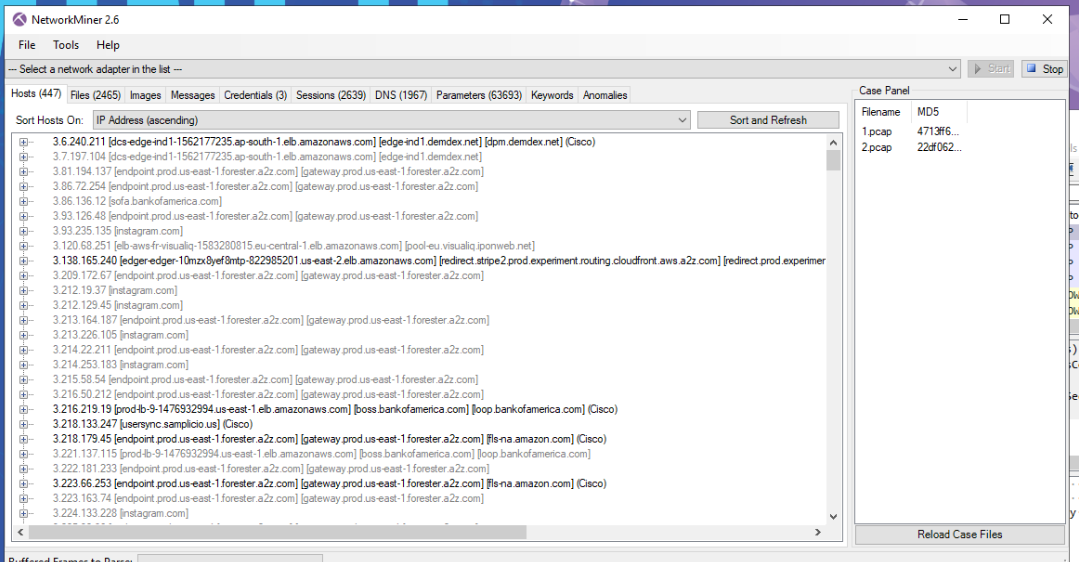 NetworkMiner 2.6
File Tools Help
--- Select a network adapter in the list ---
Start Stop
Hosts (447) Files (2465) Images Messages Credentials (3) Sessions (2639) DNS (1967) Parameters (63693) Keywords Anomalies
Sort Hosts On: IP Address (ascending) Sort and Refresh
3.6.240.211 [dcs-edge-ind1-1562177235.ap-south-1.elb.amazonaws.com] [edge-ind1.demdex.net] [dpm.demdex.net] (Cisco)
3.7.197.104 [dcs-edge-ind1-1562177235.ap-south-1.elb.amazonaws.com] [edge-ind1.demdex.net]
3.81.194.137 [endpoint.prod.us-east-1.forester.a2z.com] [gateway.prod.us-east-1.forester.a2z.com]
3.86.72.254 [endpoint.prod.us-east-1.forester.a2z.com] [gateway.prod.us-east-1.forester.a2z.com]
3.86.136.12 [sofa.bankofamerica.com]
3.93.126.48 [endpoint.prod.us-east-1.forester.a2z.com] [gateway.prod.us-east-1.forester.a2z.com]
3.93.235.135 [instagram.com]
3.120.68.251 [elb-aws-fr-visualiq-1583280815.eu-central-1.elb.amazonaws.com] [pool-eu.visualiq.iponweb.net]
3.138.165.240 [edger-edger-10mzx8yef8mtp-822985201.us-east-2.elb.amazonaws.com] [redirect.stripe2.prod.experiment.routing.cloudfront.aws.a2z.com] [redirect.prod.experimer
3.209.172.67 [endpoint.prod.us-east-1.forester.a2z.com] [gateway.prod.us-east-1.forester.a2z.com]
3.212.19.37 [instagram.com]
3.212.129.45 [instagram.com]
3.213.164.187 [endpoint.prod.us-east-1.forester.a2z.com] [gateway.prod.us-east-1.forester.a2z.com]
3.213.226.105 [instagram.com]
3.214.22.211 [endpoint.prod.us-east-1.forester.a2z.com] [gateway.prod.us-east-1.forester.a2z.com]
3.214.253.183 [instagram.com]
3.215.58.54 [endpoint.prod.us-east-1.forester.a2z.com] [gateway.prod.us-east-1.forester.a2z.com]
3.216.50.212 [endpoint.prod.us-east-1.forester.a2z.com] [gateway.prod.us-east-1.forester.a2z.com]
3.216.219.19 [prod-lb-9-1476932994.us-east-1.elb.amazonaws.com] [boss.bankofamerica.com] [loop.bankofamerica.com] (Cisco)
3.218.133.247 [usersync.samplicio.us] (Cisco)
3.218.179.45 [endpoint.prod.us-east-1.forester.a2z.com] [gateway.prod.us-east-1.forester.a2z.com] [fls-na.amazon.com] (Cisco)
3.221.137.115 [prod-lb-9-1476932994.us-east-1.elb.amazonaws.com] [boss.bankofamerica.com] [loop.bankofamerica.com]
3.222.181.233 [endpoint.prod.us-east-1.forester.a2z.com] [gateway.prod.us-east-1.forester.a2z.com]
3.223.66.253 [endpoint.prod.us-east-1.forester.a2z.com] [gateway.prod.us-east-1.forester.a2z.com] [fls-na.amazon.com] (Cisco)
3.223.163.74 [endpoint.prod.us-east-1.forester.a2z.com] [gateway.prod.us-east-1.forester.a2z.com]
3.224.133.228 [instagram.com]
Case Panel
Filename MD5
1.pcap 4713ff6...
2.pcap 22df062...
Reload Case Files
Buffered Frames to Parse: